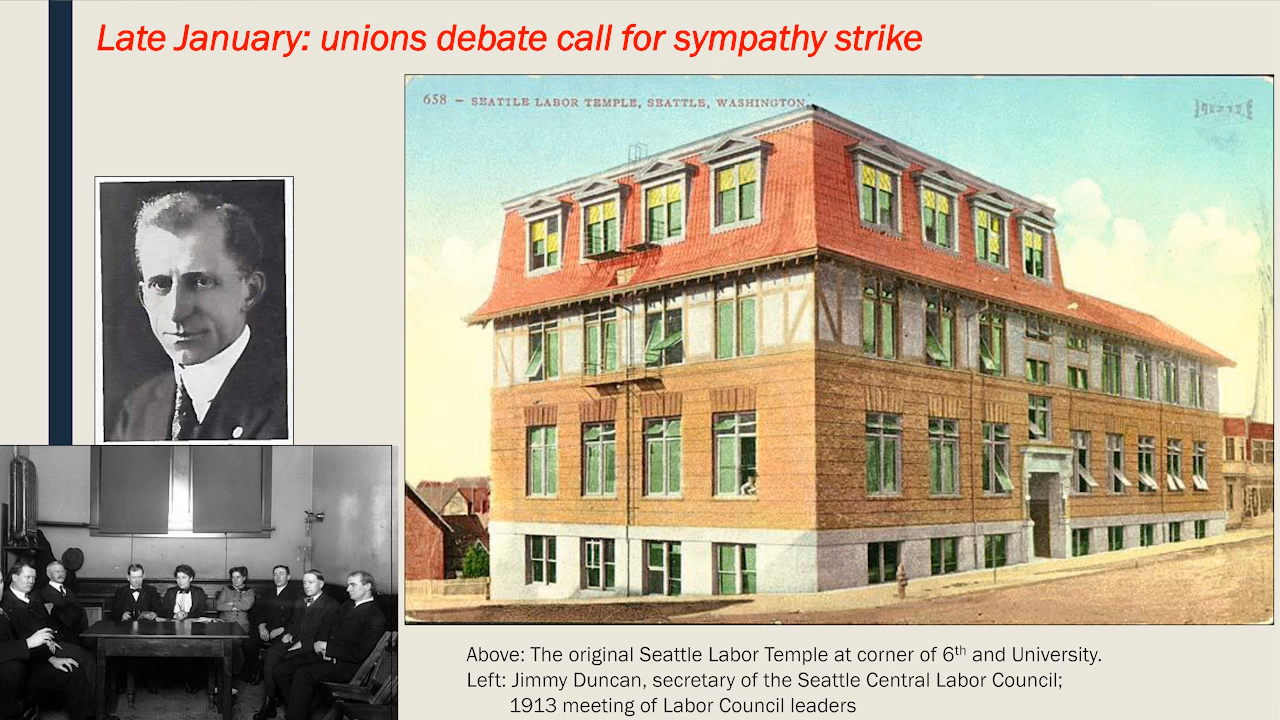 Late January: unions debate call for sympathy strike
658 – SEATTLE LABOR TEMPLE, SEATTLE, WASHINGTON.
Above: The original Seattle Labor Temple at corner of 6th and University.
Left: Jimmy Duncan, secretary of the Seattle Central Labor Council;
1913 meeting of Labor Council leaders